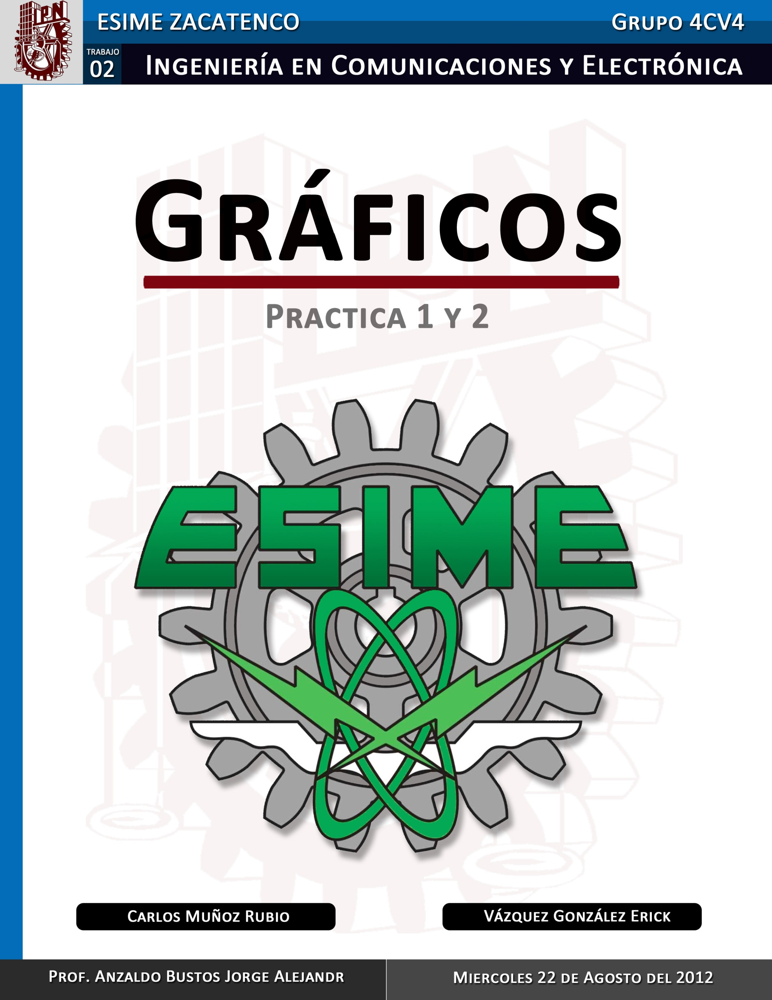 IPN
ESIME ZACATENCO
GRUPO 4CV4
TRABAJO
02
INGENIERÍA EN COMUNICACIONES Y ELECTRÓNICA
GRÁFICOS
PRACTICA 1 Y 2
ESIME
CARLOS MUÑOZ RUBIO
VÁZQUEZ GONZÁLEZ ERICK
PROF. ANZALDO BUSTOS JORGE ALEJANDR
MIERCOLES 22 DE AGOSTO DEL 2012